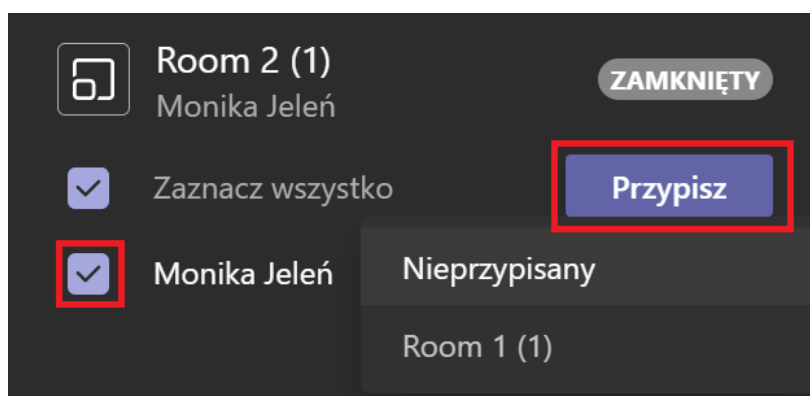 Room 2 (1)
Monika Jeleń
ZAMKNIĘTY
Zaznacz wszystko
Przypisz
Monika Jeleń
Nieprzypisany
Room 1 (1)